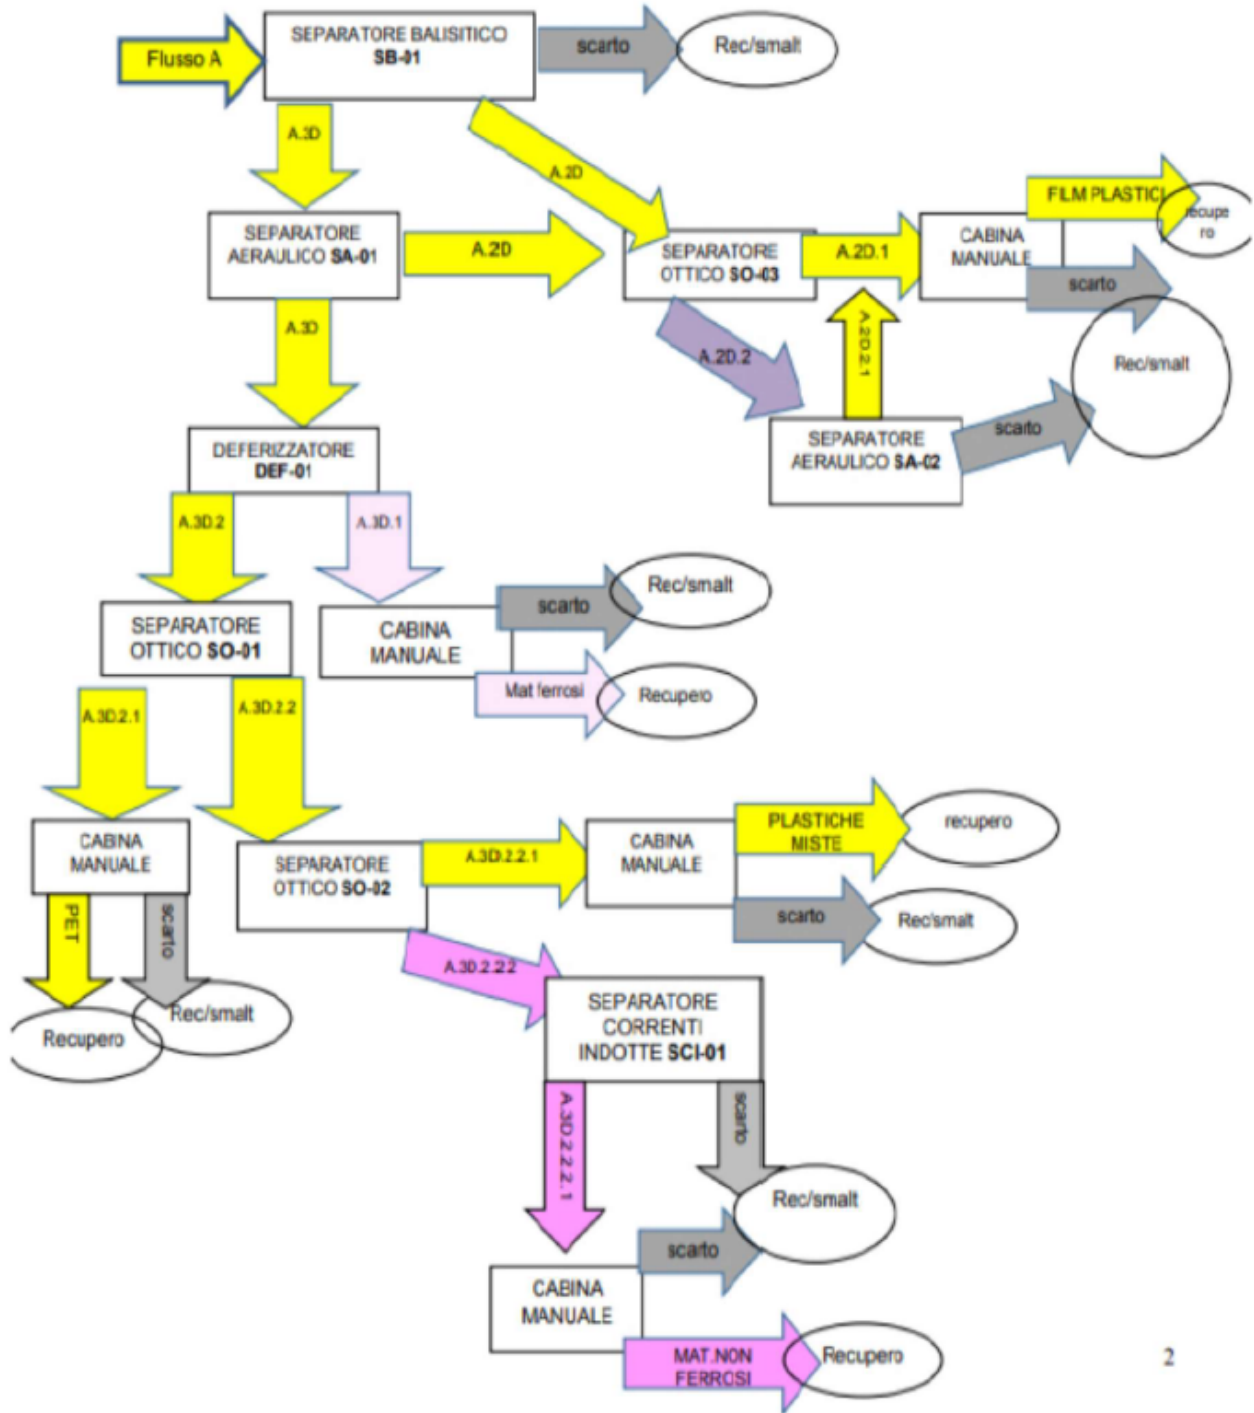 SEPARATORE BALISITICO
SB-01
scarto
Rec/smalt
Flusso A
A.3D
A.2D
FILM PLASTICI
recupe
ro
SEPARATORE
AERAULICO SA-01
A.2D
SEPARATORE
OTTICO SO-03
A.2D.1
CABINA
MANUALE
scarto
A.3D
A.2D.2
A.2D.2.1
Rec/smalt
DEFERIZZATORE
DEF-01
SEPARATORE
AERAULICO SA-02
scarto
A.3D.2
A.3D.1
scarto
Rec/smalt
SEPARATORE
OTTICO SO-01
CABINA
MANUALE
Mat ferrosi
Recupero
A.3D.2.1
A.3D.2.2
CABINA
MANUALE
SEPARATORE
OTTICO SO-02
A.3D.2.2.1
CABINA
MANUALE
PLASTICHE
MISTE
recupero
scarto
Rec/smalt
PET
scarto
Recupero
Rec/smalt
A.3D.2.2.2
SEPARATORE
CORRENTI
INDOTTE SCI-01
A.3D.2.2.2.1
scarto
Rec/smalt
scarto
CABINA
MANUALE
MAT.NON
FERROSI
Recupero
2